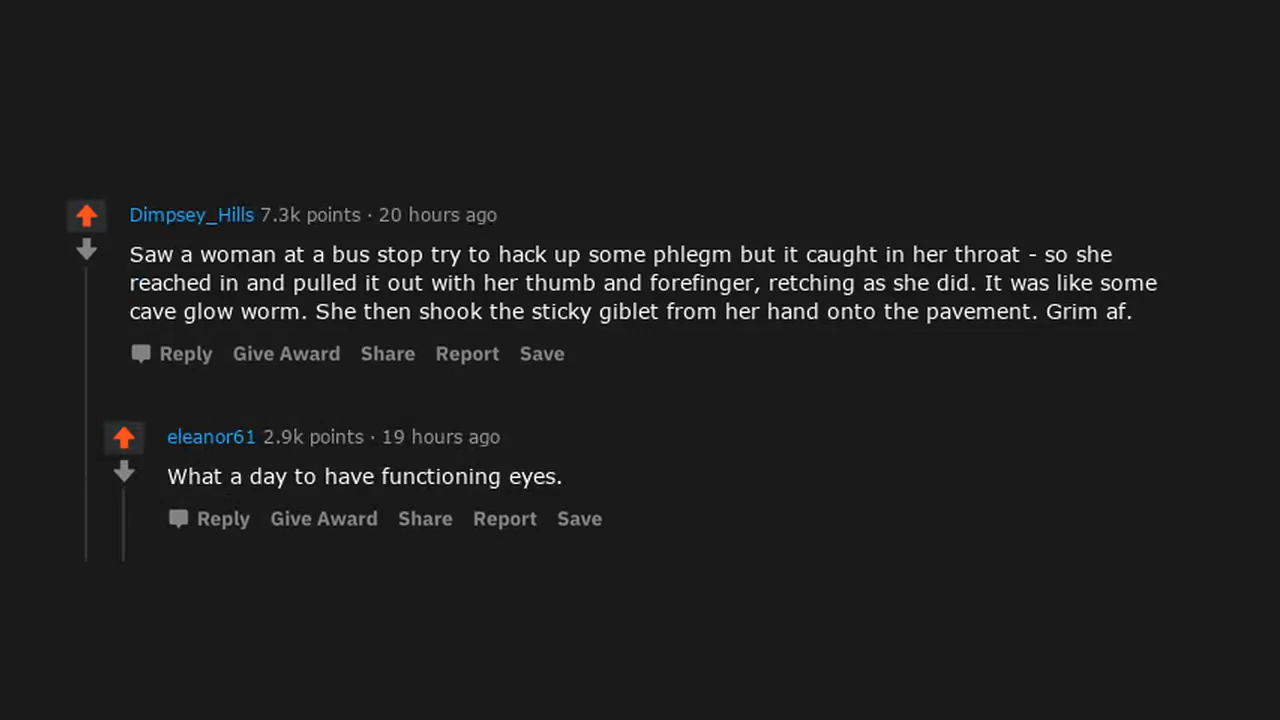 Dimpsey_Hills 7.3k points · 20 hours ago
Saw a woman at a bus stop try to hack up some phlegm but it caught in her throat - so she
reached in and pulled it out with her thumb and forefinger, retching as she did. It was like some
cave glow worm. She then shook the sticky giblet from her hand onto the pavement. Grim af.
Reply Give Award Share Report Save
eleanor61 2.9k points · 19 hours ago
What a day to have functioning eyes.
Reply Give Award Share Report Save